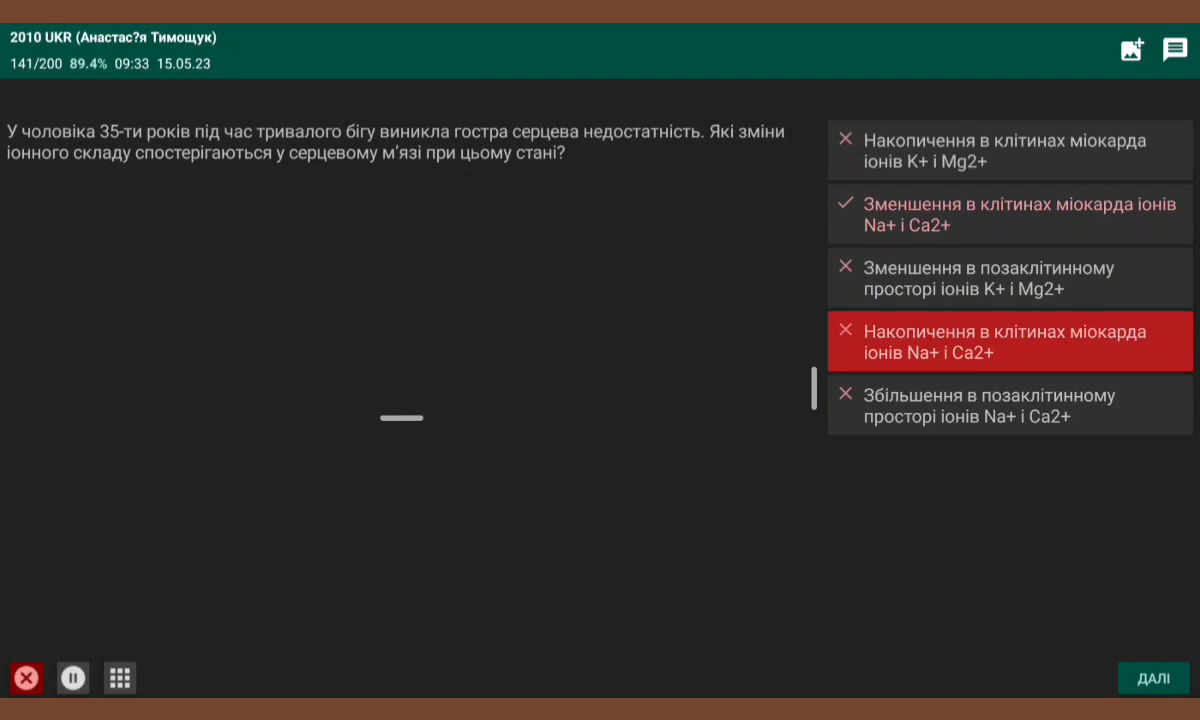 2010 UKR (Анастас?я Тимощук)
141/200 89.4% 09:33 15.05.23
У чоловіка 35-ти років під час тривалого бігу виникла гостра серцева недостатність. Які зміни
іонного складу спостерігаються у серцевому м’язі при цьому стані?
Накопичення в клітинах міокарда
іонів K+ і Mg2+
Зменшення в клітинах міокарда іонів
Na+ і Ca2+
Зменшення в позаклітинному
просторі іонів K+ і Mg2+
Накопичення в клітинах міокарда
іонів Na+ і Ca2+
Збільшення в позаклітинному
просторі іонів Na+ і Ca2+
ДАЛІ